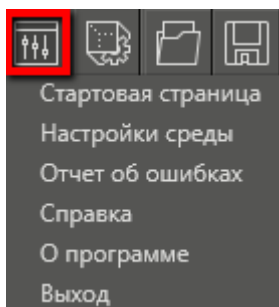 Стартовая страница
Настройки среды
Отчет об ошибках
Справка
О программе
Выход